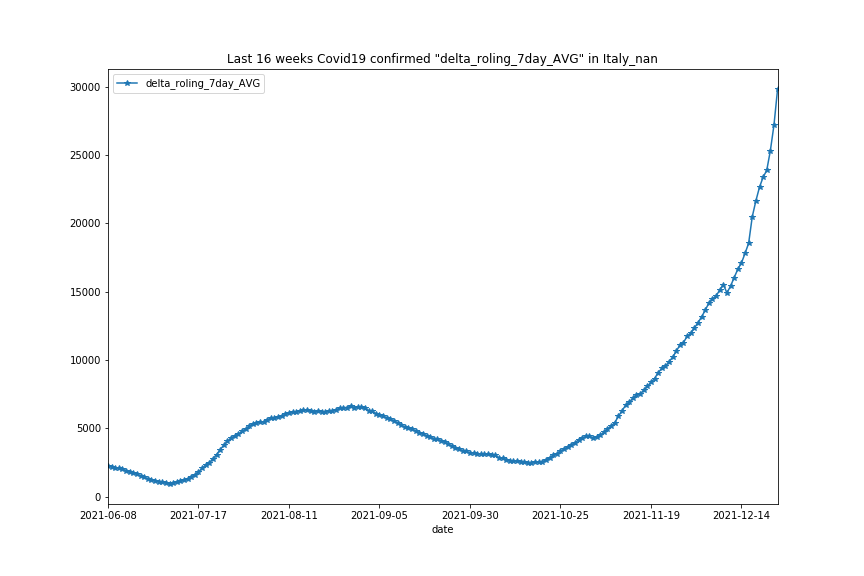 Last 16 weeks Covid19 confirmed "delta_roling_7day_AVG" in Italy_nan
delta_roling_7day_AVG
30000
25000
20000
15000
10000
5000
0
2021-06-08 2021-07-17 2021-08-11 2021-09-05 2021-09-30 2021-10-25 2021-11-19 2021-12-14
date